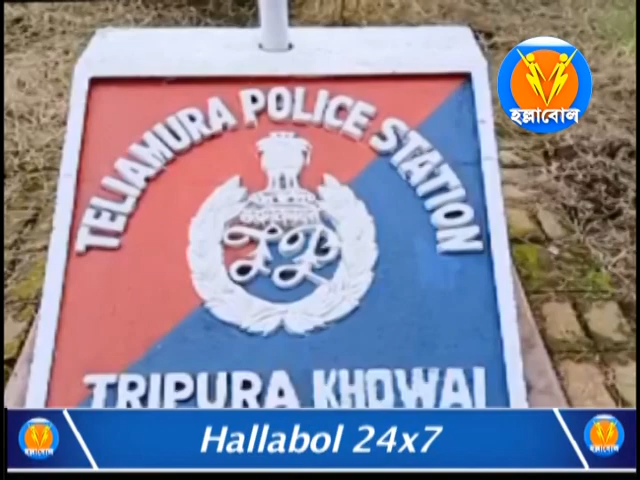 হল্লাবোল
TELIAMURA POLICE STATION
TP
TRIPURA KHOWAI
Hallabol 24x7